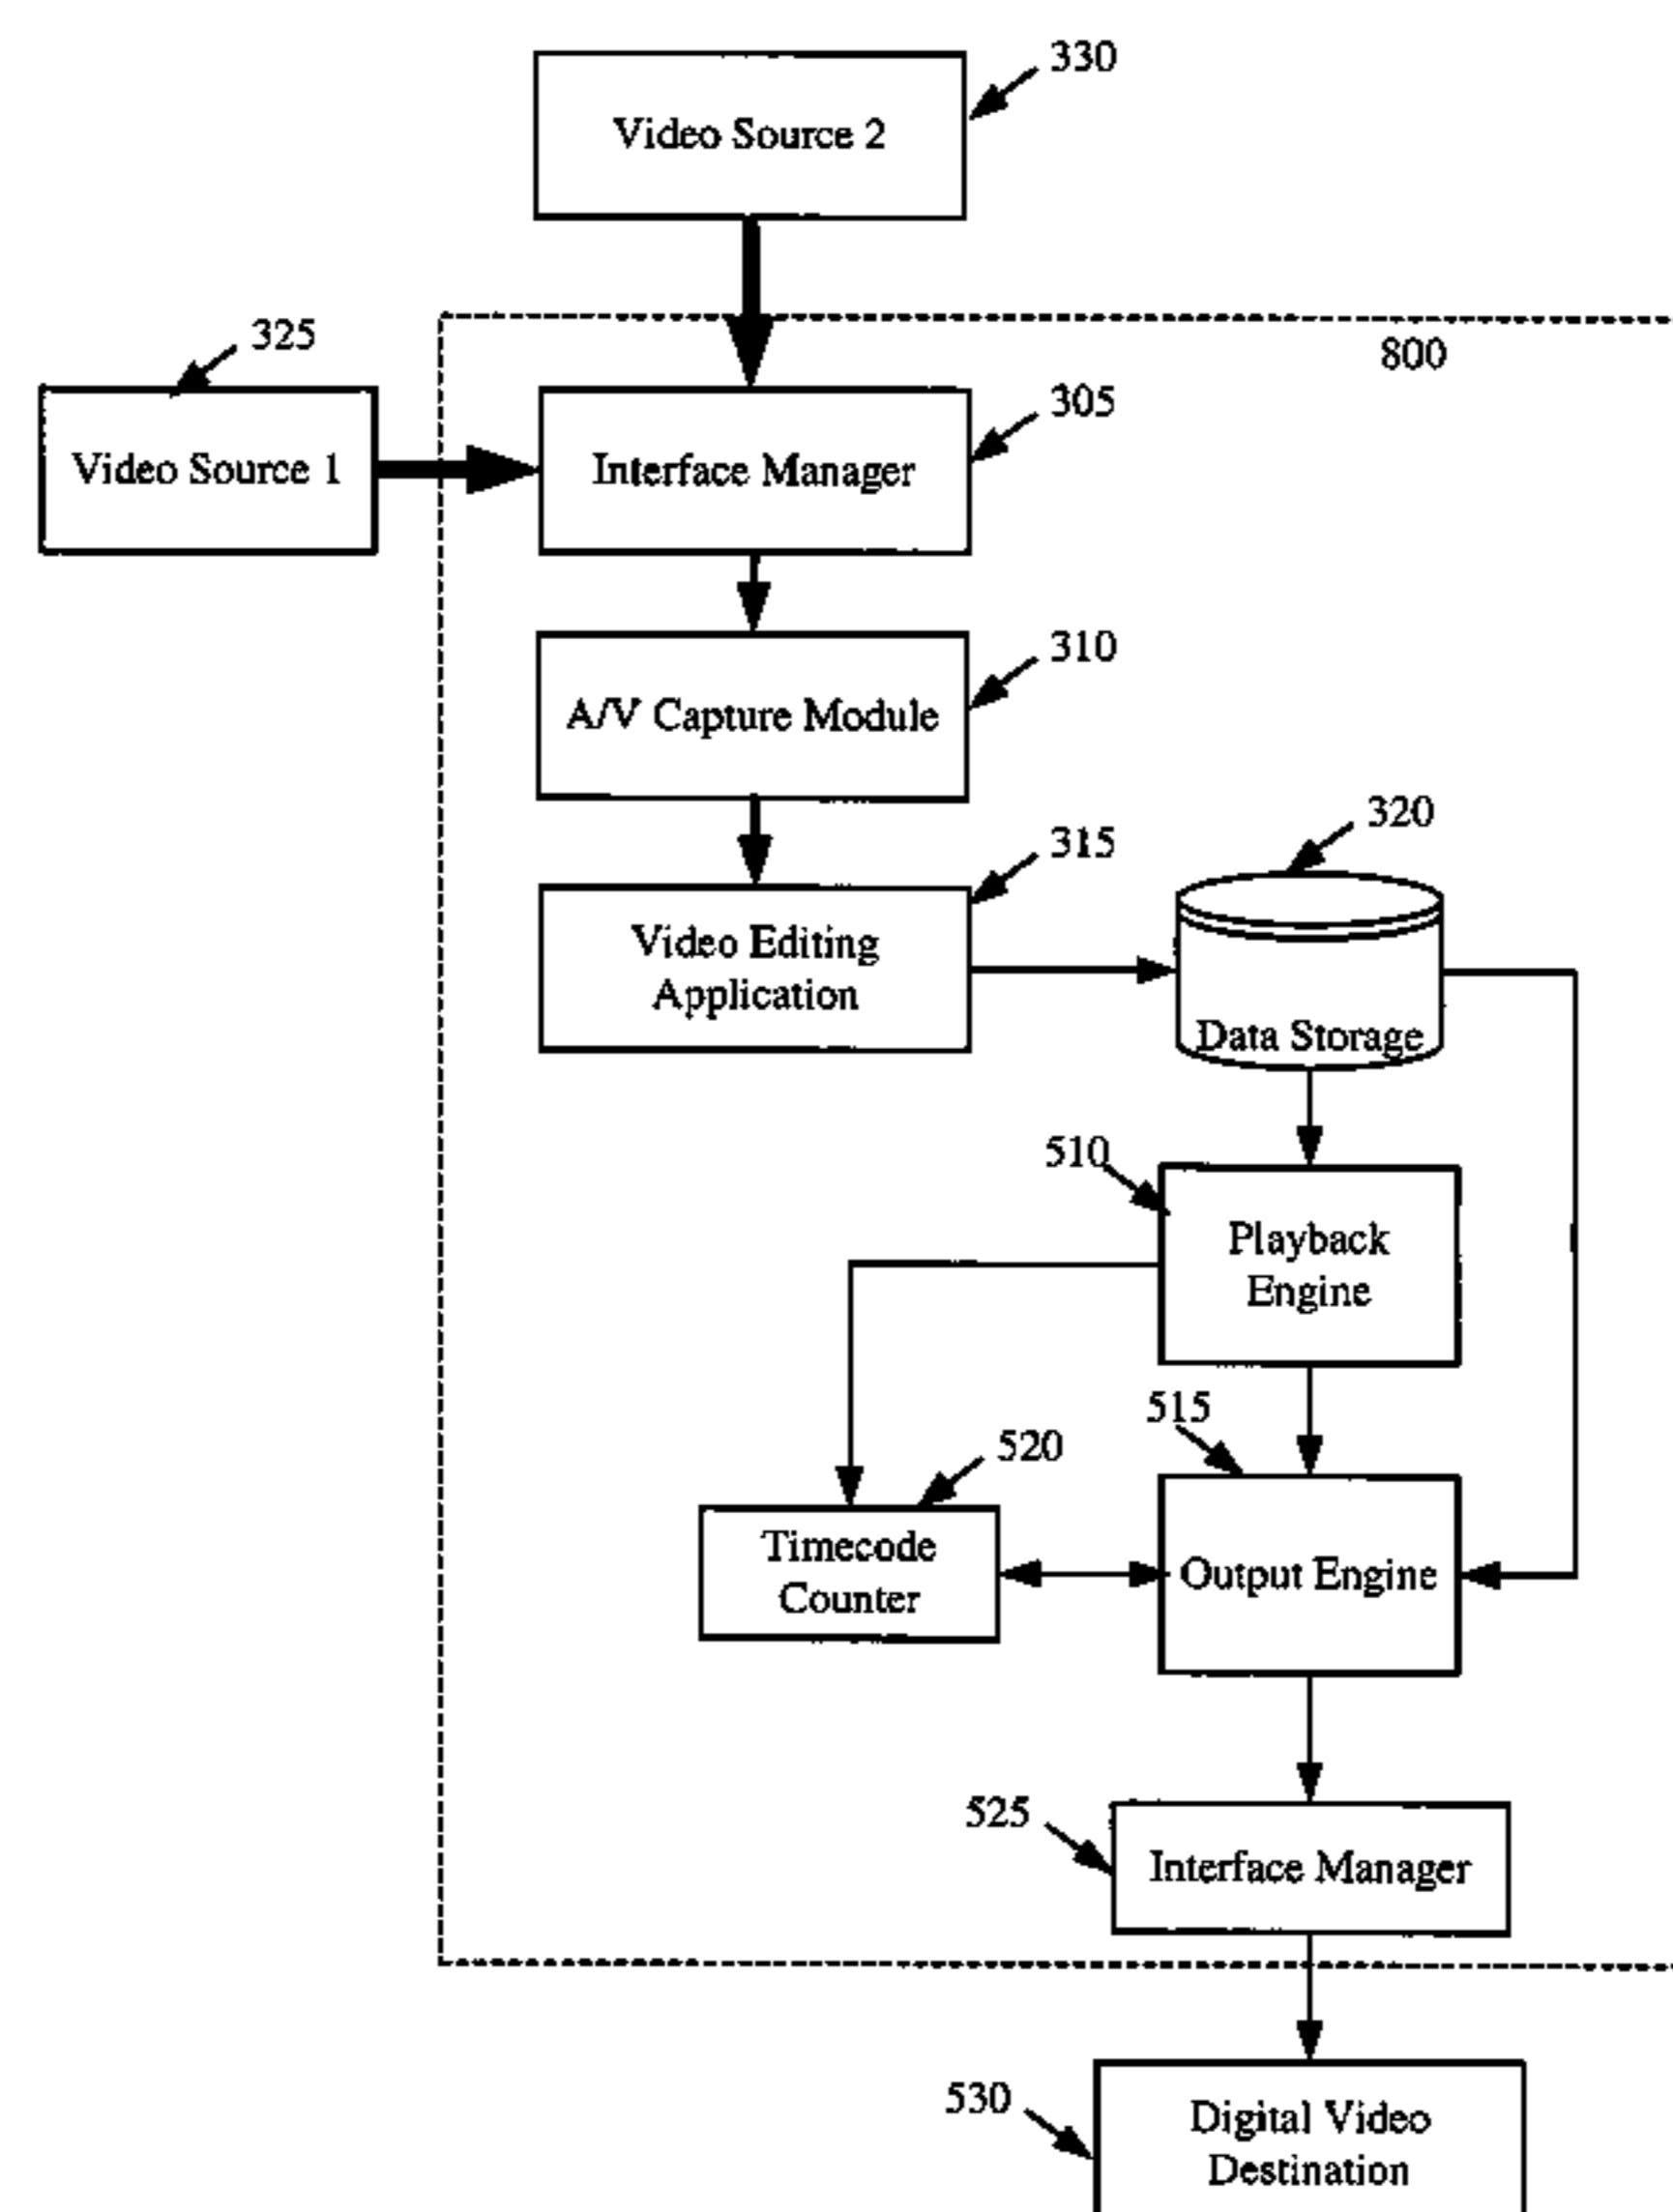 330
Video Source 2
325
800
Video Source 1
305
Interface Manager
310
A/V Capture Module
315
320
Video Editing
Application
Data Storage
510
Playback
Engine
515
520
Timecode
Counter
Output Engine
525
Interface Manager
530
Digital Video
Destination